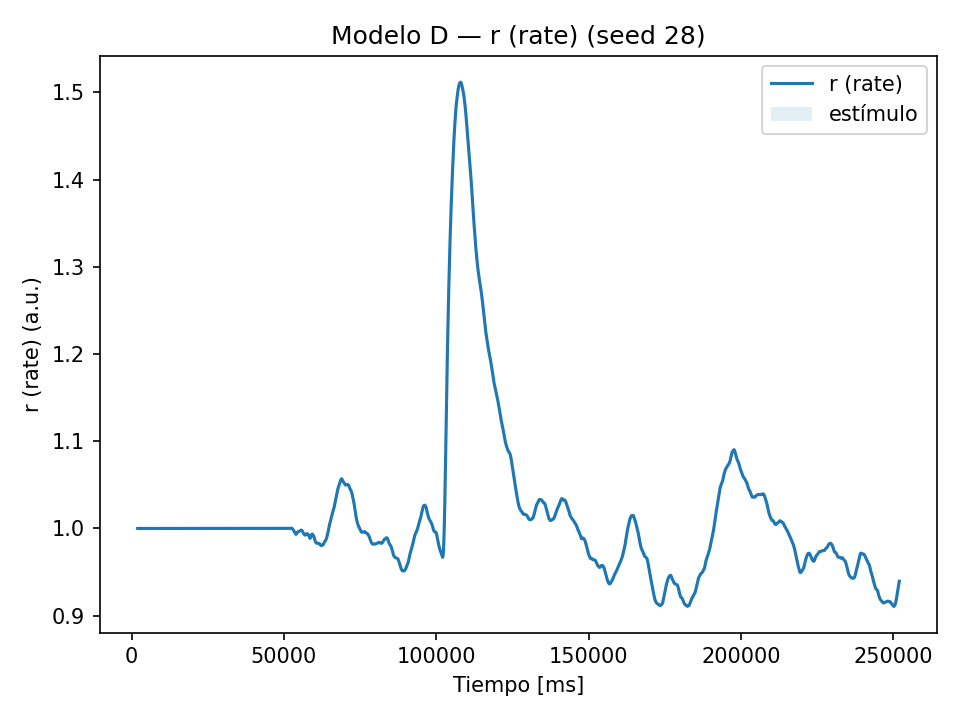 Modelo D — r (rate) (seed 28)
r (rate)
estímulo
r (rate) (a.u.)
1.5
1.4
1.3
1.2
1.1
1.0
0.9
0 50000 100000 150000 200000 250000
Tiempo [ms]